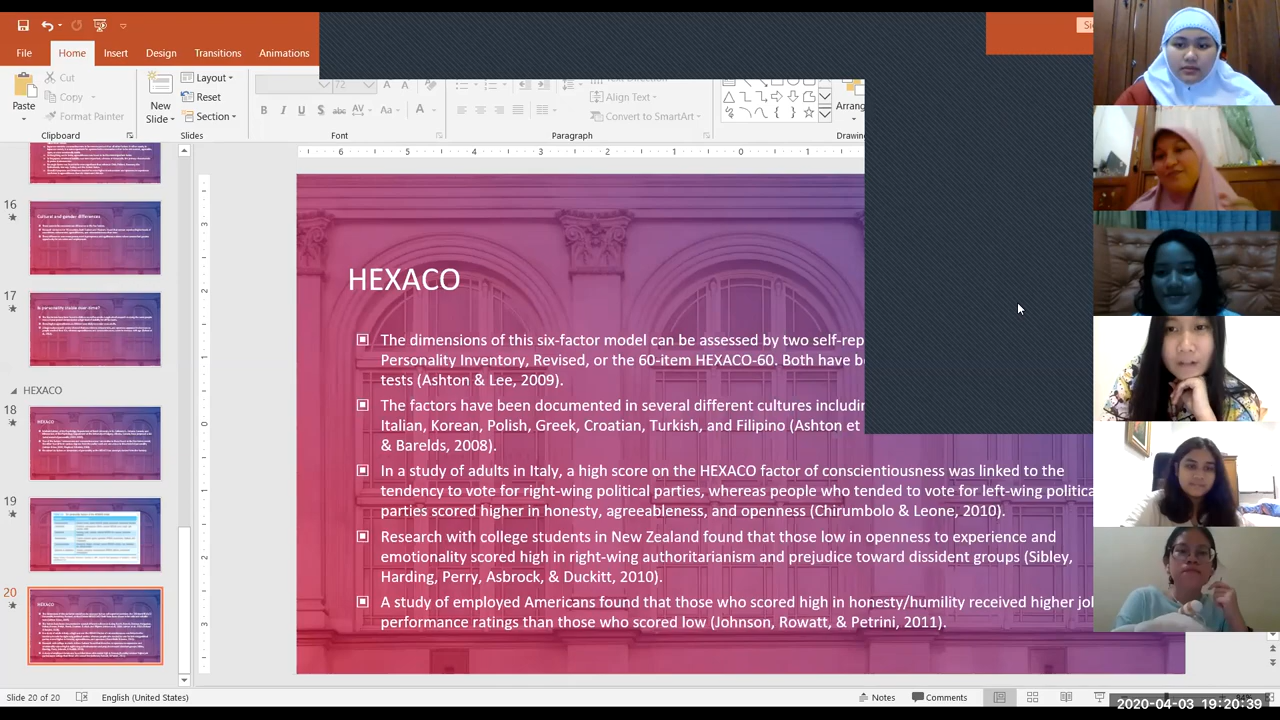 File Home Insert Design Transitions Animations
Paste
Cut
Copy
Format Painter
Clipboard
New
Slide
Layout
Reset
Section
Slides
72
Font
Align Text
Convert to SmartArt
Paragraph
Arrange
16
Cultural and gender differences
17
Is personality stable over time?
HEXACO
18
HEXACO
19
20
HEXACO
HEXACO
The dimensions of this six-factor model can be assessed by two
Personality Inventory, Revised, or the 60-item HEXACO-60. Both have
tests (Ashton & Lee, 2009).
The factors have been documented in several different cultures
Italian, Korean, Polish, Greek, Croatian, Turkish, and Filipino (Ashton et
& Barelds, 2008).
In a study of adults in Italy, a high score on the HEXACO factor of conscientiousness was linked to the
tendency to vote for right-wing political parties, whereas people who tended to vote for left-wing
parties scored higher in honesty, agreeableness, and openness (Chirumbolo & Leone, 2010).
Research with college students in New Zealand found that those low in openness to experience and
emotionality scored high in right-wing authoritarianism and prejudice toward dissident groups (Sibley,
Harding, Perry, Asbrock, & Duckitt, 2010).
A study of employed Americans found that those who scored high in honesty/humility received higher
performance ratings than those who scored low (Johnson, Rowatt, & Petrini, 2011).
Slide 20 of 20 English (United States) Notes Comments
2020-04-03 19:20:39